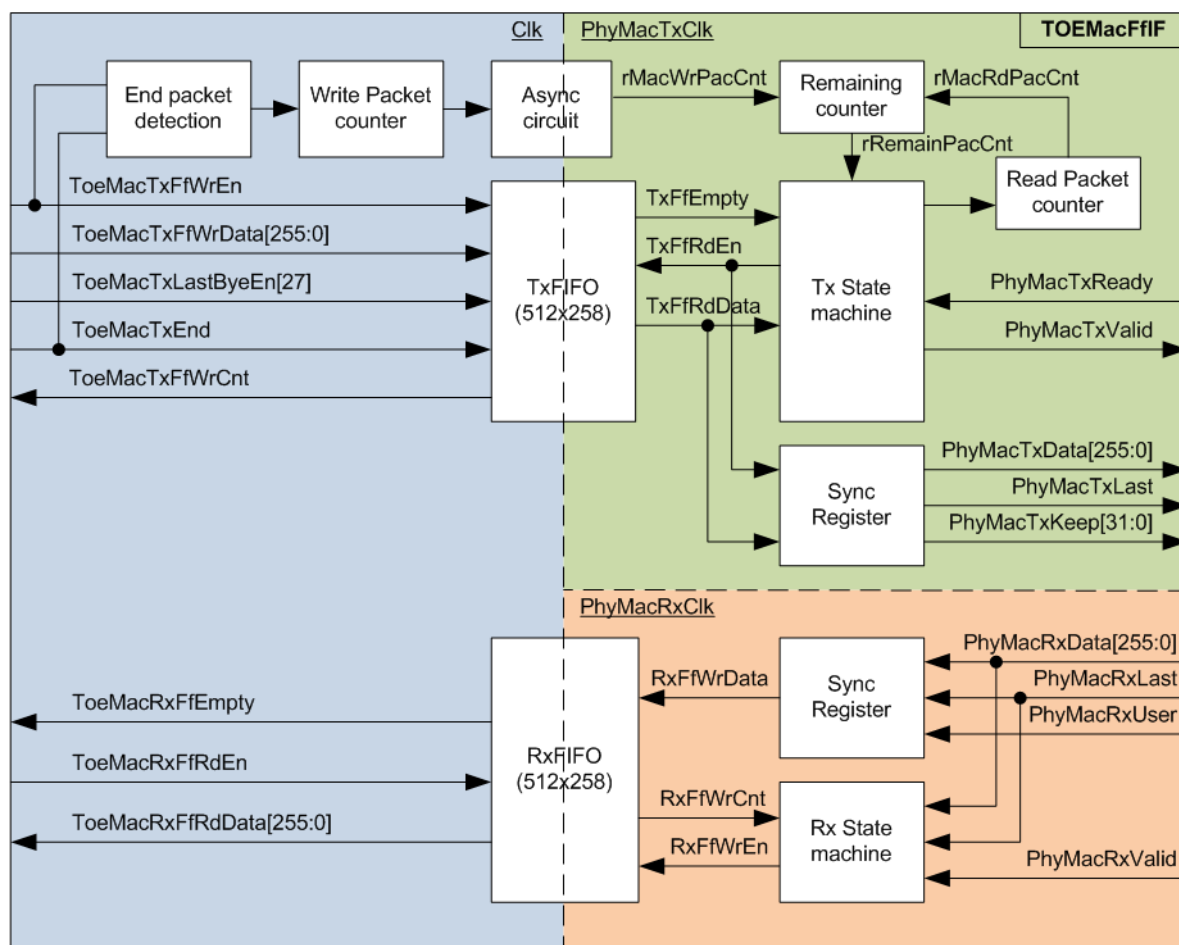 Clk
PhyMacTxClk
TOEMacFfIF
End packet
detection
Write Packet
counter
Async
circuit
rMacWrPacCnt
Remaining
counter
rMacRdPacCnt
rRemainPacCnt
Read Packet
counter
ToeMacTxFfWrEn
ToeMacTxFfWrData[255:0]
ToeMacTxLastByeEn[27]
ToeMacTxEnd
ToeMacTxFfWrCnt
TxFIFO
(512x258)
TxFfEmpty
TxFfRdEn
TxFfRdData
Tx State
machine
PhyMacTxReady
PhyMacTxValid
Sync
Register
PhyMacTxData[255:0]
PhyMacTxLast
PhyMacTxKeep[31:0]
PhyMacRxClk
ToeMacRxFfEmpty
ToeMacRxFfRdEn
ToeMacRxFfRdData[255:0]
RxFIFO
(512x258)
RxFfWrData
RxFfWrCnt
RxFfWrEn
Sync
Register
Rx State
machine
PhyMacRxData[255:0]
PhyMacRxLast
PhyMacRxUser
PhyMacRxValid